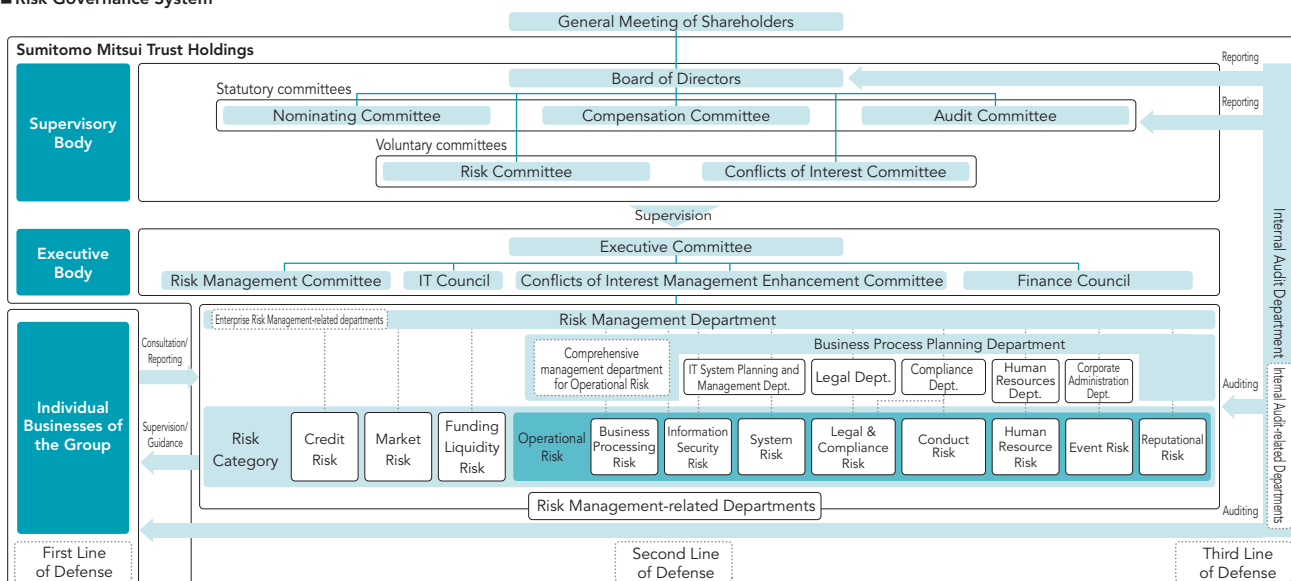 ■ Risk Governance System
General Meeting of Shareholders
Sumitomo Mitsui Trust Holdings
Supervisory
Body
Board of Directors
Statutory committees
Nominating Committee
Compensation Committee
Audit Committee
Voluntary committees
Risk Committee
Conflicts of Interest Committee
Reporting
Reporting
Supervision
Executive
Body
Executive Committee
Risk Management Committee
IT Council
Conflicts of Interest Management Enhancement Committee
Finance Council
Internal Audit Department
Internal Audit-related Departments
Individual
Businesses of
the Group
Consultation/
Reporting
Supervision/
Guidance
Enterprise Risk Management-related departments
Risk Management Department
Business Process Planning Department
Comprehensive
management department
for Operational Risk
IT System Planning and
Management Dept.
Legal Dept.
Compliance
Dept.
Human
Resources
Dept.
Corporate
Administration
Dept.
Auditing
Risk
Category
Credit
Risk
Market
Risk
Funding
Liquidity
Risk
Operational
Risk
Business
Processing
Risk
Information
Security
Risk
System
Risk
Legal &
Compliance
Risk
Conduct
Risk
Human
Resource
Risk
Event Risk
Reputational
Risk
Risk Management-related Departments
Auditing
First Line
of Defense
Second Line
of Defense
Third Line
of Defense